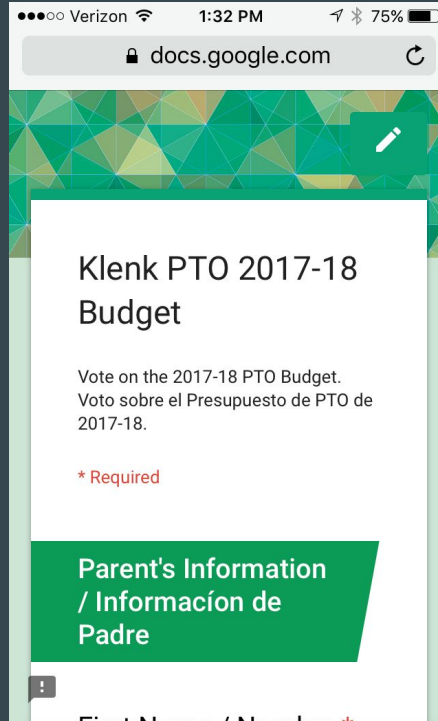 Verizon 1:32 PM 75%
docs.google.com
Klenk PTO 2017-18
Budget
Vote on the 2017-18 PTO Budget.
Voto sobre el Presupuesto de PTO de
2017-18.
* Required
Parent's Information
/ Informacíon de
Padre